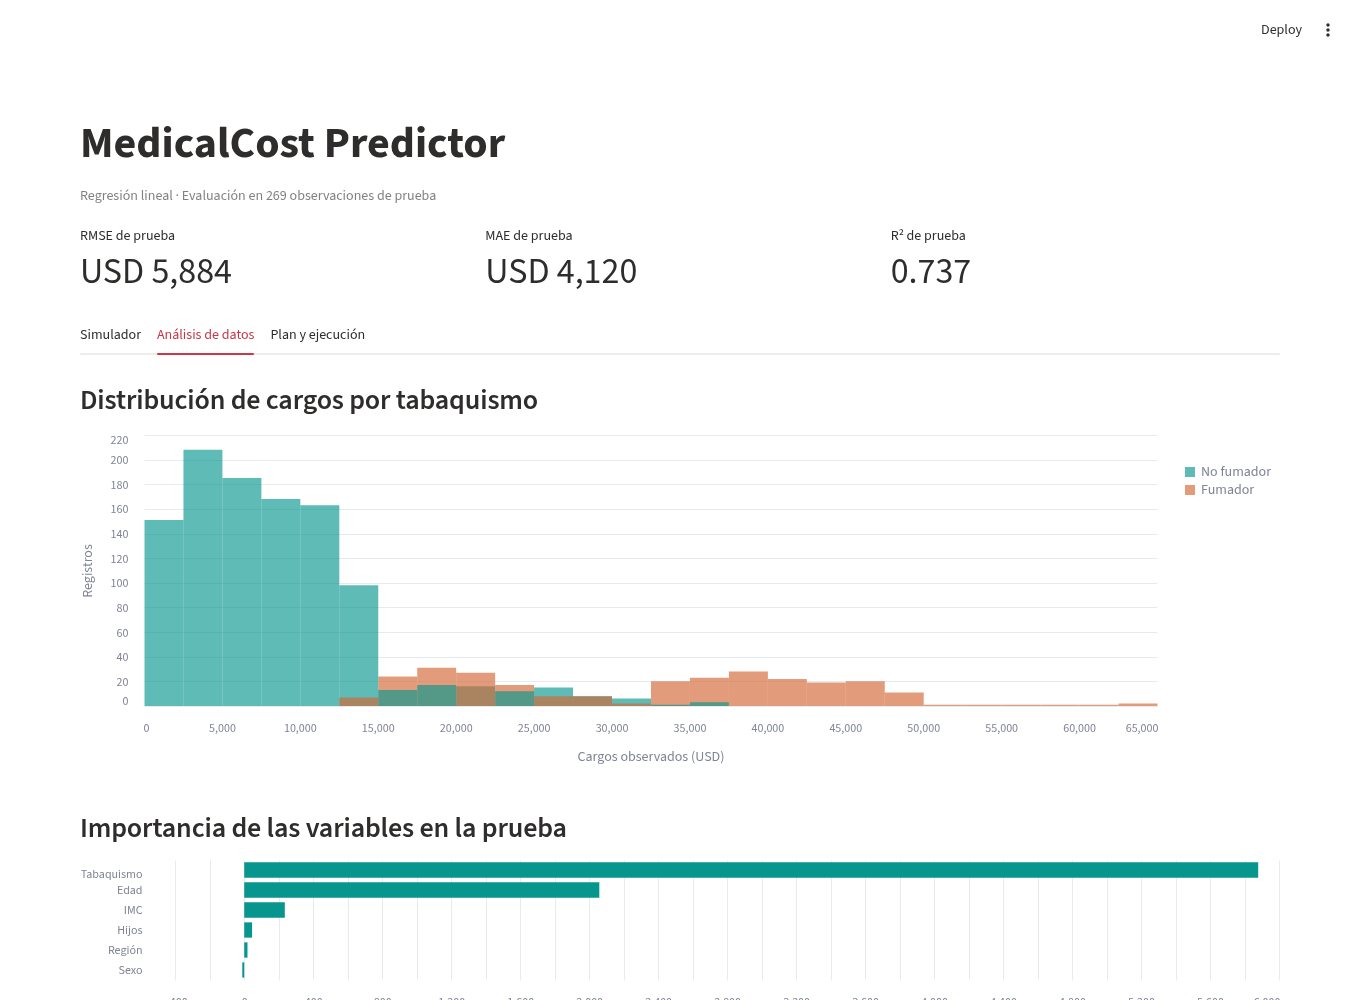 Deploy
MedicalCost Predictor
Regresión lineal · Evaluación en 269 observaciones de prueba
RMSE de prueba MAE de prueba R² de prueba
USD 5,884 USD 4,120 0.737
Simulador Análisis de datos Plan y ejecución
Distribución de cargos por tabaquismo
220
200
180
160
140
120
100
80
60
40
20
0
Registros
No fumador
Fumador
0 5,000 10,000 15,000 20,000 25,000 30,000 35,000 40,000 45,000 50,000 55,000 60,000 65,000
Cargos observados (USD)
Importancia de las variables en la prueba
Tabaquismo
Edad
IMC
Hijos
Región
Sexo